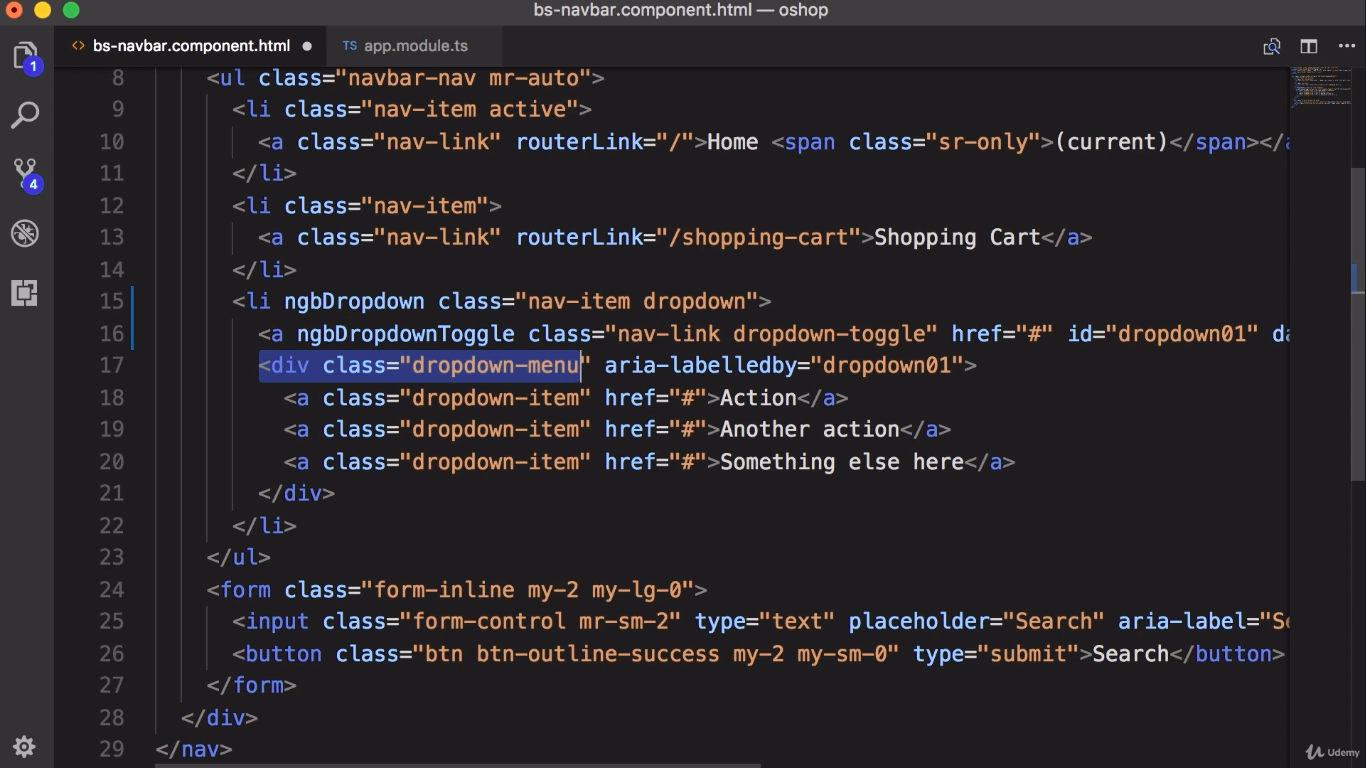 bs-navbar.component.html — oshop
<> bs-navbar.component.html ●
TS app.module.ts
1
4
8 <ul class="navbar-nav mr-auto">
9 <li class="nav-item active">
10 <a class="nav-link" routerLink="/">Home <span class="sr-only">(current)</span></a
11 </li>
12 <li class="nav-item">
13 <a class="nav-link" routerLink="/shopping-cart">Shopping Cart</a>
14 </li>
15 <li ngbDropdown class="nav-item dropdown">
16 <a ngbDropdownToggle class="nav-link dropdown-toggle" href="#" id="dropdown01" da
17 <div class="dropdown-menu" aria-labelledby="dropdown01">
18 <a class="dropdown-item" href="#">Action</a>
19 <a class="dropdown-item" href="#">Another action</a>
20 <a class="dropdown-item" href="#">Something else here</a>
21 </div>
22 </li>
23 </ul>
24 <form class="form-inline my-2 my-lg-0">
25 <input class="form-control mr-sm-2" type="text" placeholder="Search" aria-label="Se
26 <button class="btn btn-outline-success my-2 my-sm-0" type="submit">Search</button>
27 </form>
28 </div>
29 </nav>
Udemy